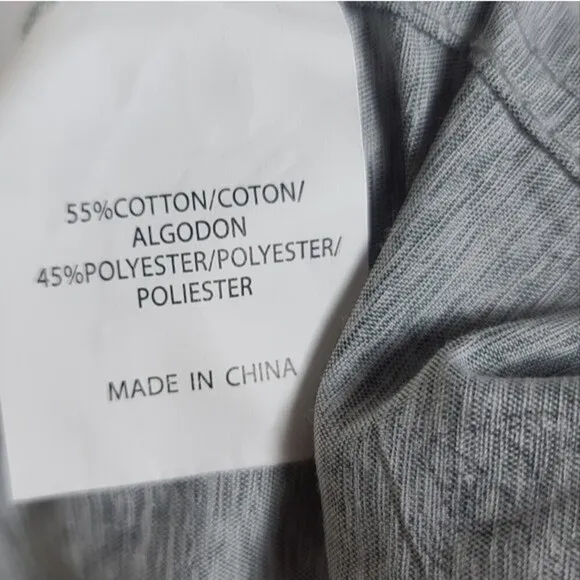 55%COTTON/COTON/
ALGODON
45%POLYESTER/POLYESTER/
POLIESTER
MADE IN CHINA